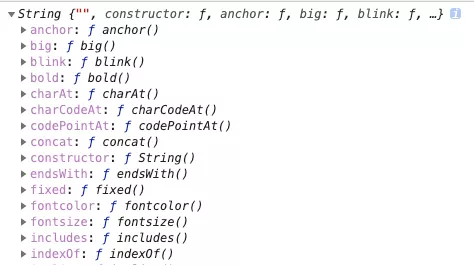 ▼String {"", constructor: ƒ, anchor: ƒ, big: ƒ, blink: ƒ, …} i
▶anchor: ƒ anchor()
▶big: ƒ big()
▶blink: ƒ blink()
▶bold: ƒ bold()
▶charAt: ƒ charAt()
▶charCodeAt: ƒ charCodeAt()
▶codePointAt: ƒ codePointAt()
▶concat: ƒ concat()
▶constructor: ƒ String()
▶endsWith: ƒ endsWith()
▶fixed: ƒ fixed()
▶fontcolor: ƒ fontcolor()
▶fontsize: ƒ fontsize()
▶includes: ƒ includes()
▶indexOf: ƒ indexOf()